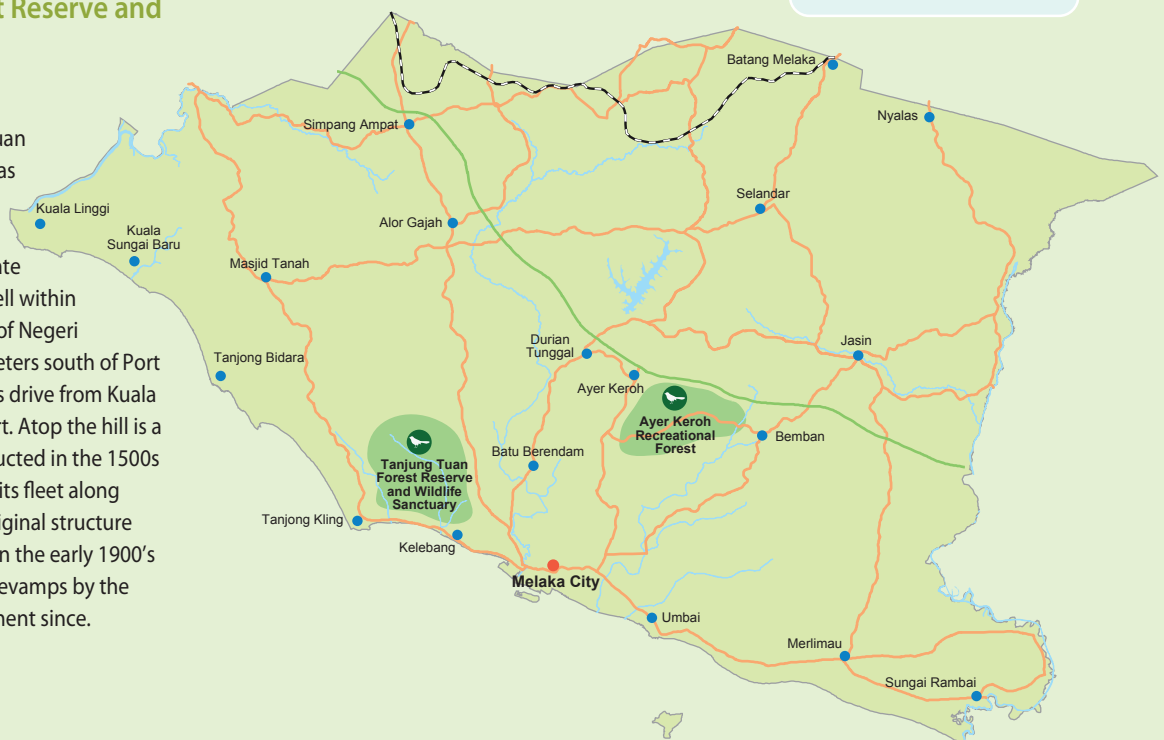 t Reserve and
uan
as
ate
ell within
of Negeri
eters south of Port
s drive from Kuala
rt. Atop the hill is a
ucted in the 1500s
its fleet along
iginal structure
n the early 1900's
evamps by the
ment since.
Batang Melaka
Nyalas
Simpang Ampat
Selandar
Kuala Linggi
Alor Gajah
Kuala
Sungai Baru
Masjid Tanah
Durian
Tunggal
Jasin
Tanjong Bidara
Ayer Keroh
Ayer Keroh
Recreational
Forest
Bemban
Batu Berendam
Tanjung Tuan
Forest Reserve
and Wildlife
Sanctuary
Tanjong Kling
Kelebang
Melaka City
Umbai
Merlimau
Sungai Rambai